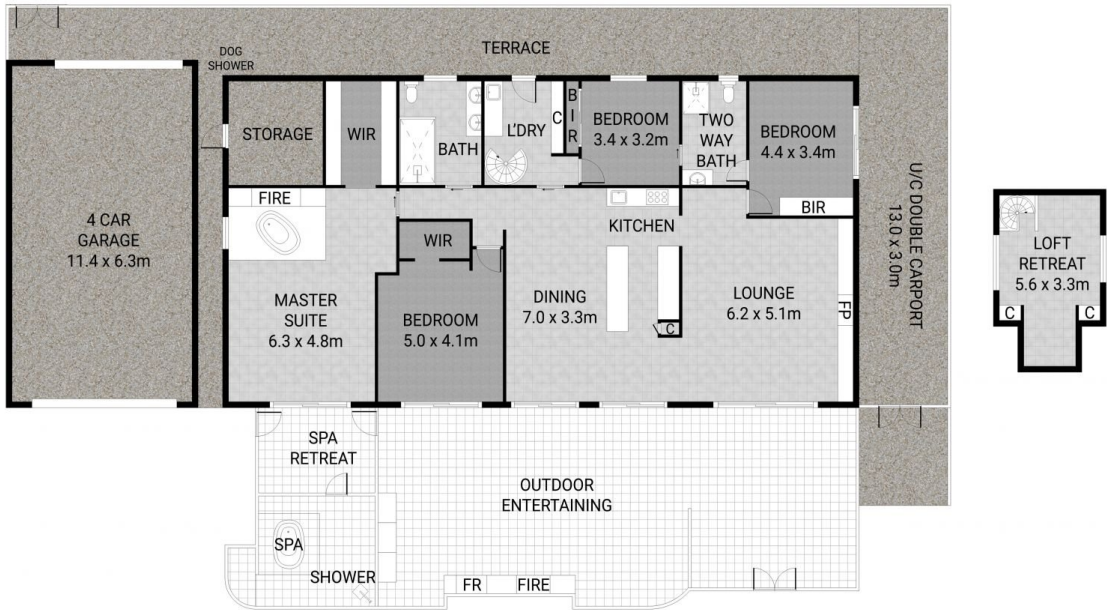 TERRACE
DOG
SHOWER
STORAGE
WIR
BATH
L'DRY
C
BIR
BEDROOM
3.4 x 3.2m
TWO
WAY
BATH
BEDROOM
4.4 x 3.4m
BIR
4 CAR
GARAGE
11.4 x 6.3m
FIRE
WIR
KITCHEN
MASTER
SUITE
6.3 x 4.8m
BEDROOM
5.0 x 4.1m
DINING
7.0 x 3.3m
C
LOUNGE
6.2 x 5.1m
FP
U/C DOUBLE CARPORT
13.0 x 3.0m
LOFT
RETREAT
5.6 x 3.3m
C
C
SPA
RETREAT
OUTDOOR
ENTERTAINING
SPA
SHOWER
FR
FIRE